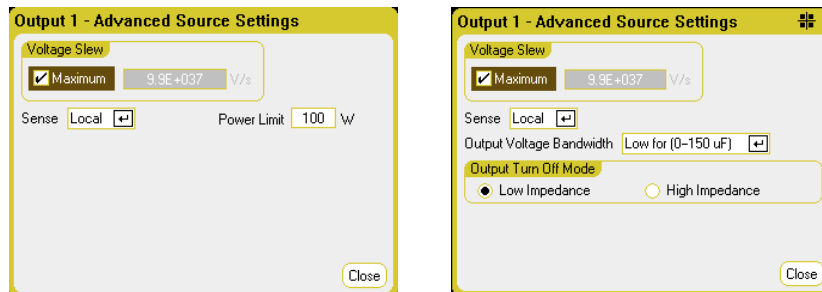 Output 1 - Advanced Source Settings
Voltage Slew
Maximum 9.9E+037 V/s
Sense Local Power Limit 100 W
Close
Output 1 - Advanced Source Settings
Voltage Slew
Maximum 9.9E+037 V/s
Sense Local
Output Voltage Bandwidth Low for (0-150 uF)
Output Turn Off Mode
Low Impedance High Impedance
Close